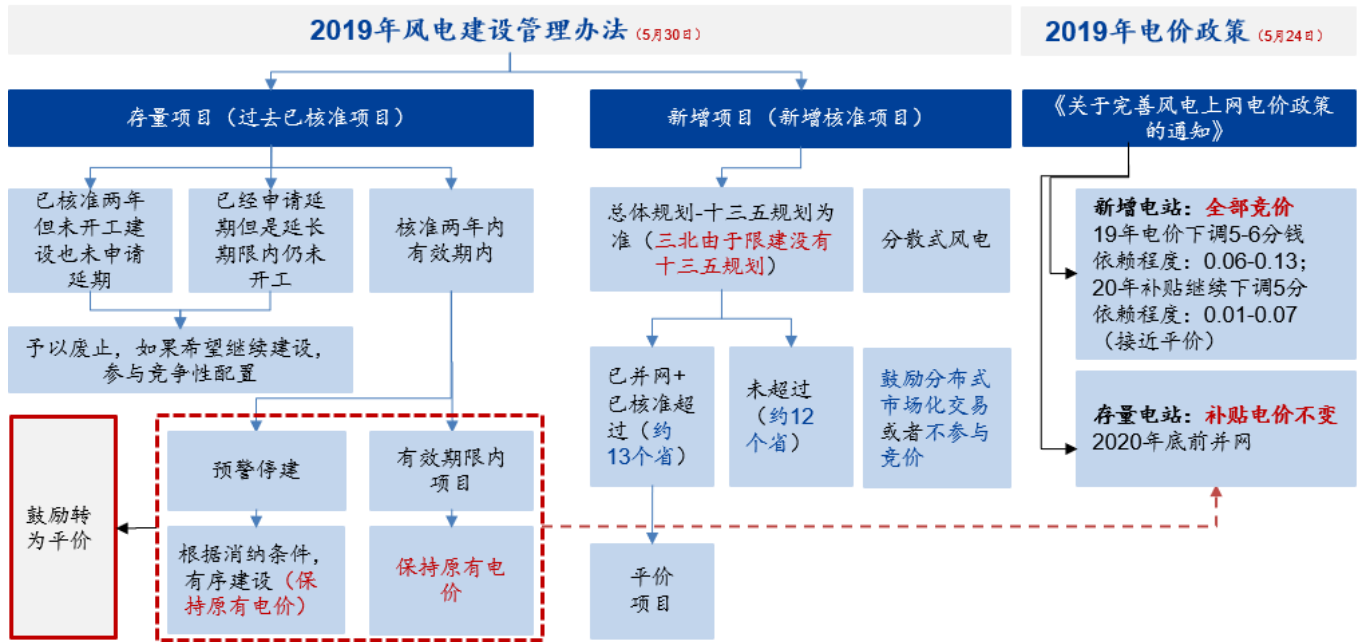 2019年风电建设管理办法（5月30日）
2019年电价政策（5月24日）
存量项目（过去已核准项目）
新增项目（新增核准项目）
《关于完善风电上网电价政策
的通知》
已核准两年
但未开工建
设也未申请
延期
已经申请延
期但是延长
期限内仍未
开工
核准两年内
有效期内
总体规划-十三五规划为
准（三北由于限建没有
十三五规划）
分散式风电
新增电站：全部竞价
19年电价下调5-6分钱
依赖程度：0.06-0.13；
20年补贴继续下调5分
依赖程度：0.01-0.07
（接近平价）
予以废止，如果希望继续建设，
参与竞争性配置
已并网+
已核准超
过（约
13个省）
未超过
（约12
个省）
鼓励分布式
市场化交易
或者不参与
竞价
存量电站：补贴电价不变
2020年底前并网
鼓励转
为平价
预警停建
有效期限内
项目
根据消纳条件，
有序建设（保
持原有电价）
保持原有电
价
平价
项目